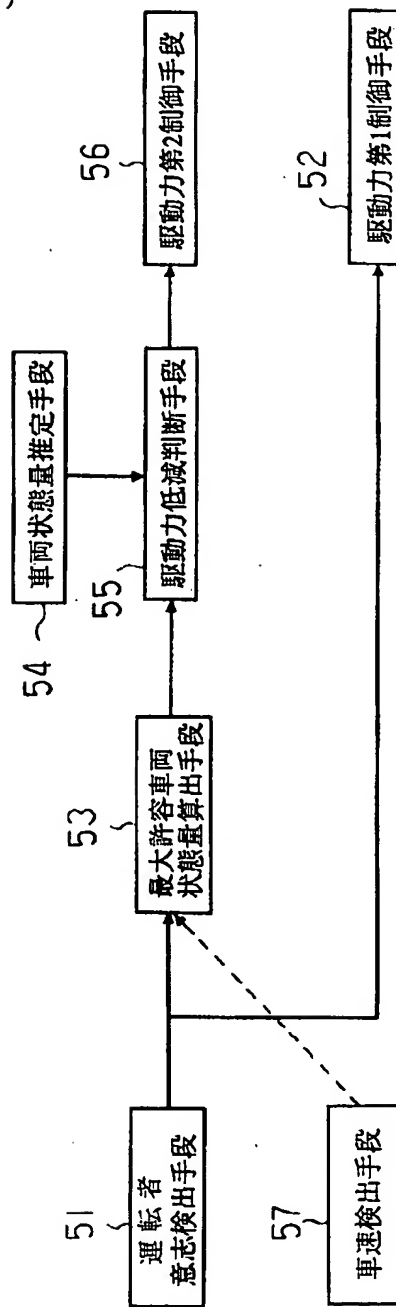 51
運転者
意志検出手段
57
車速検出手段
53
最大許容車両
状態量算出手段
54
車両状態量推定手段
55
駆動力低減判断手段
56
駆動力第2制御手段
52
駆動力第1制御手段